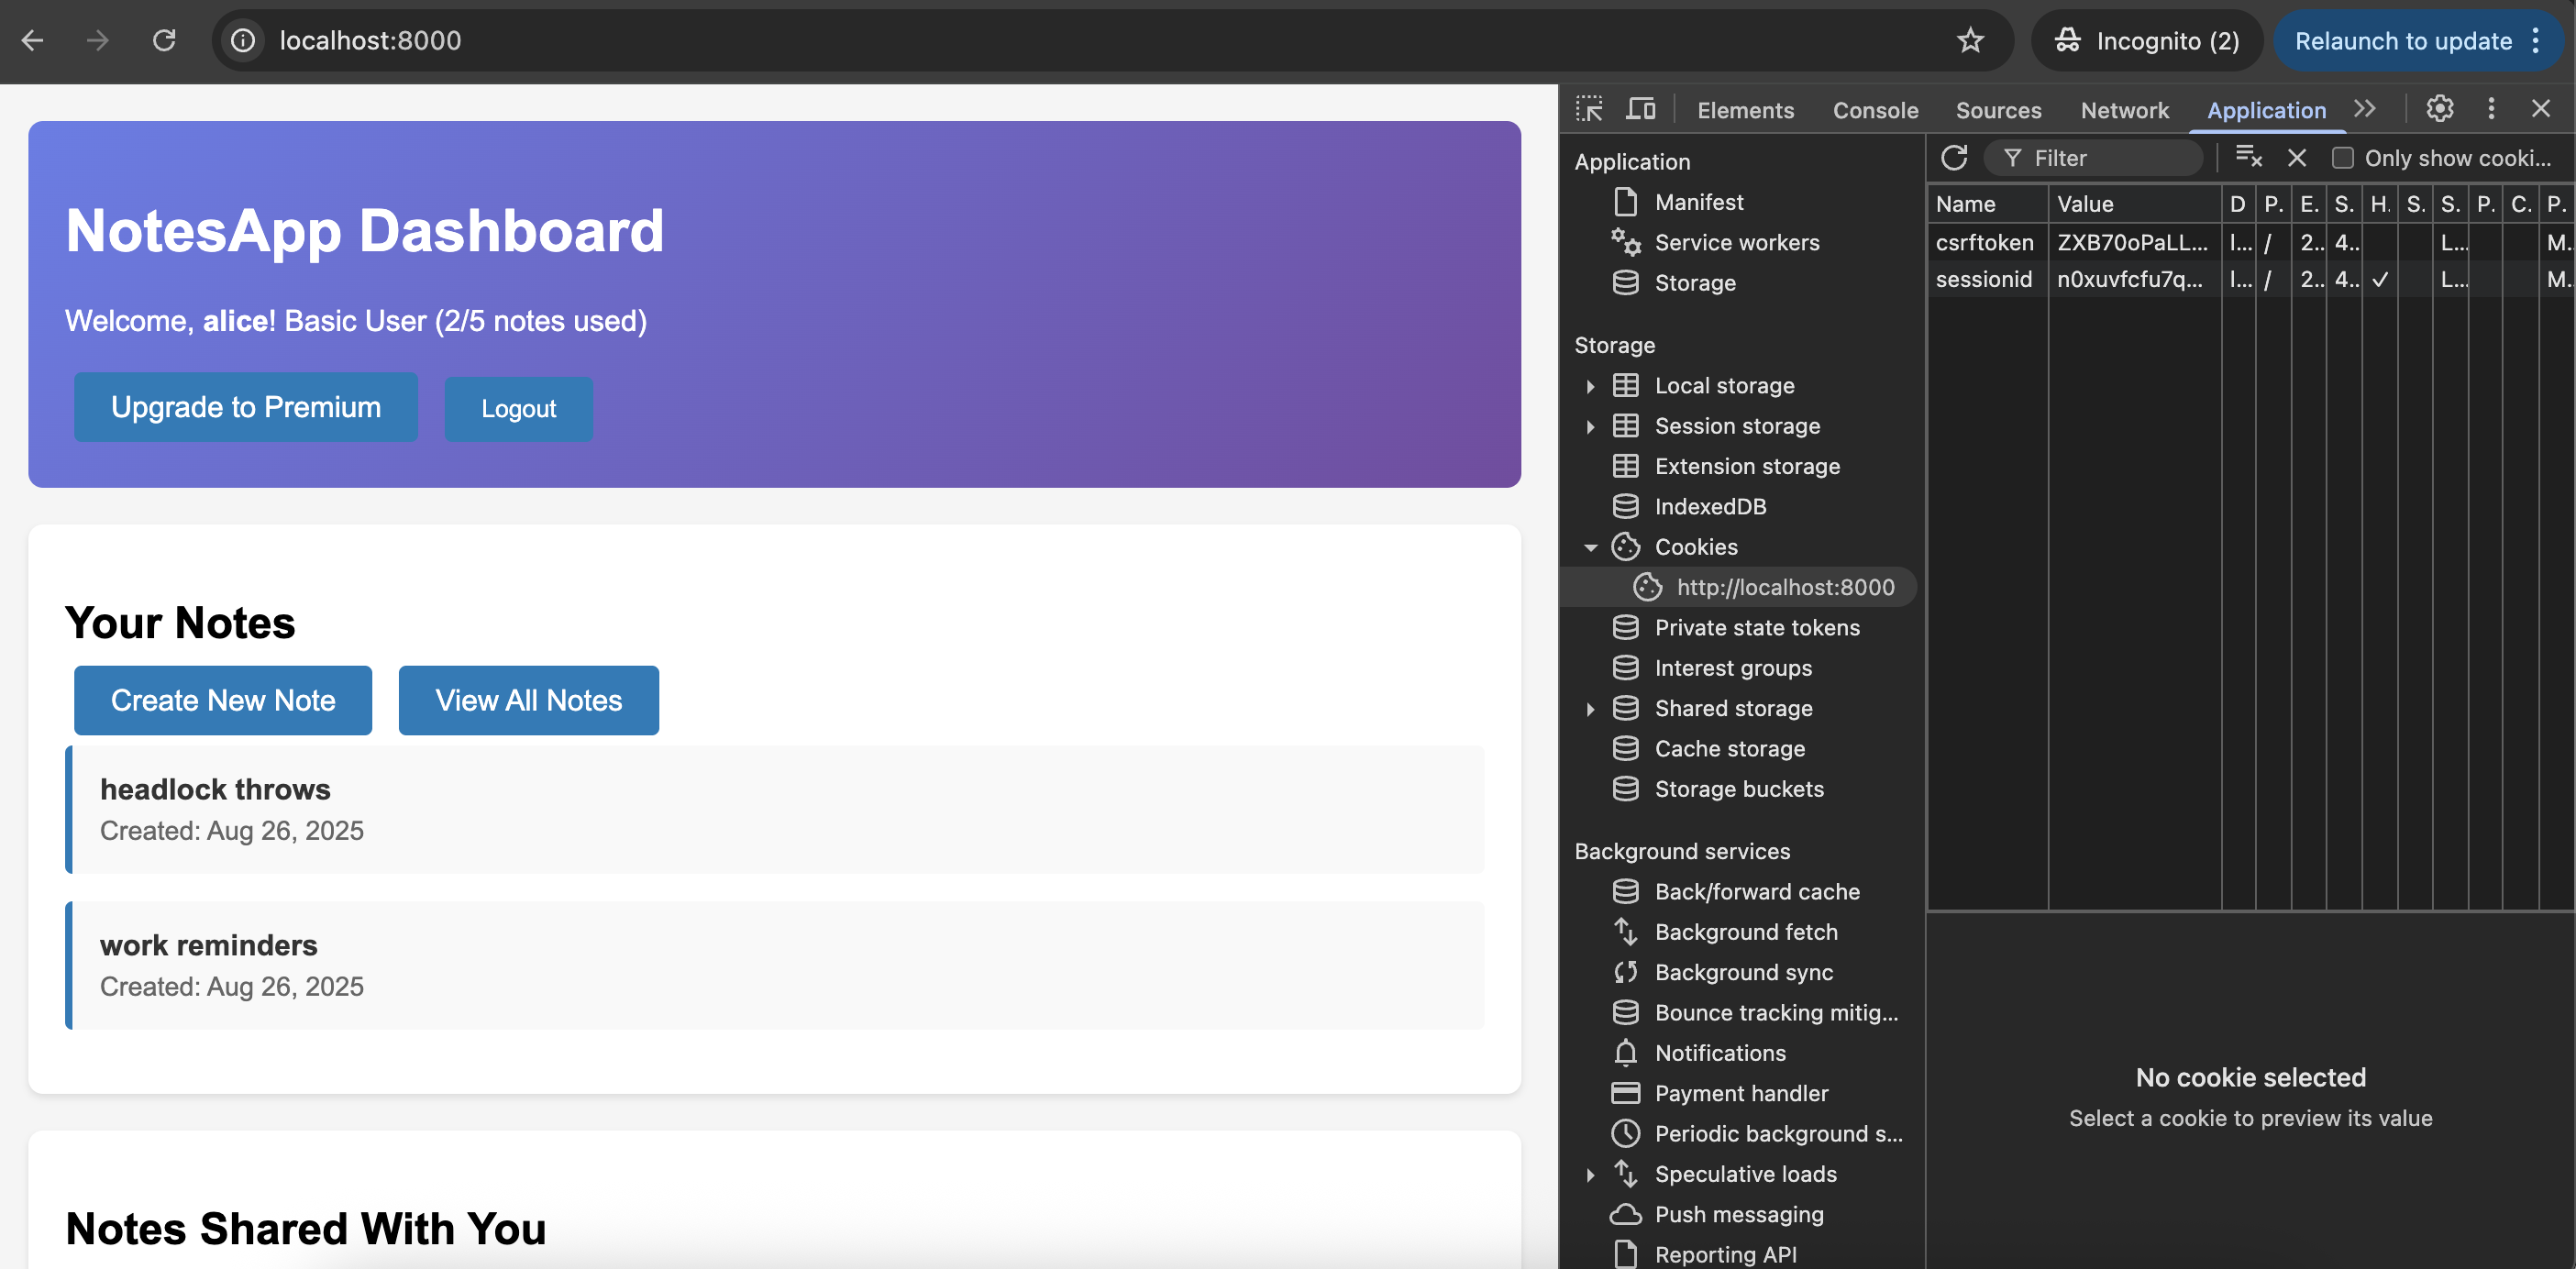 localhost:8000
Incognito (2)
Relaunch to update
NotesApp Dashboard
Welcome, alice! Basic User (2/5 notes used)
Upgrade to Premium
Logout
Your Notes
Create New Note
View All Notes
headlock throws
Created: Aug 26, 2025
work reminders
Created: Aug 26, 2025
Notes Shared With You
Elements Console Sources Network Application
Application
Manifest
Service workers
Storage
Storage
Local storage
Session storage
Extension storage
IndexedDB
Cookies
http://localhost:8000
Private state tokens
Interest groups
Shared storage
Cache storage
Storage buckets
Background services
Back/forward cache
Background fetch
Background sync
Bounce tracking mitig...
Notifications
Payment handler
Periodic background s...
Speculative loads
Push messaging
Reporting API
Filter
Only show cooki...
Name Value D P. E. S. H. S. S. P. C. P.
csrftoken ZXB70oPaLL... l... / 2.. 4.. L... M.
sessionid n0xuvfcfu7q... l... / 2.. 4.. ✓ L... M.
No cookie selected
Select a cookie to preview its value